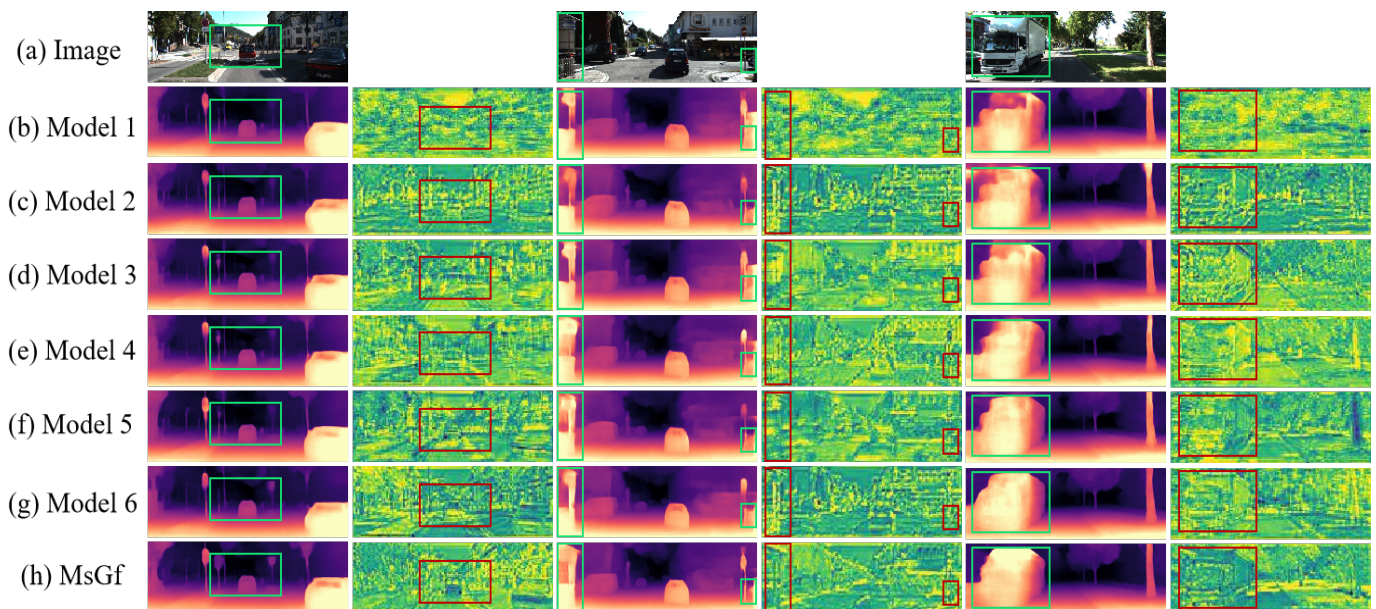 (a) Image
(b) Model 1
(c) Model 2
(d) Model 3
(e) Model 4
(f) Model 5
(g) Model 6
(h) MsGf